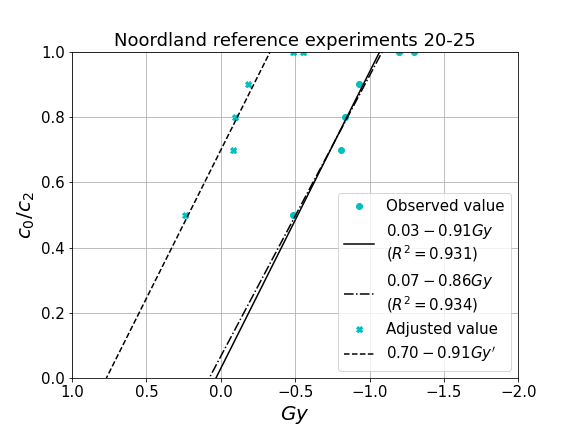 Noordland reference experiments 20-25
1.0
0.8
0.6
0.4
0.2
0.0
c₀/c₂
Observed value
0.03 − 0.91Gy
(R² = 0.931)
0.07 − 0.86Gy
(R² = 0.934)
Adjusted value
0.70 − 0.91Gy′
1.0 0.5 0.0 −0.5 −1.0 −1.5 −2.0
Gy